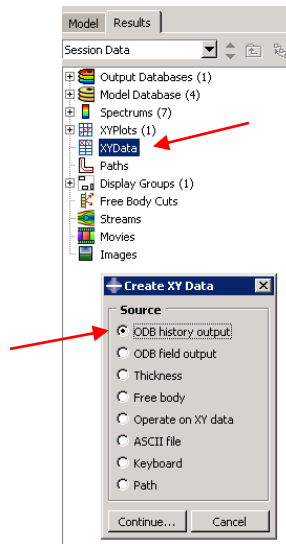 Model Results
Session Data
Output Databases (1)
Model Database (4)
Spectrums (7)
XYPlots (1)
XYData
Paths
Display Groups (1)
Free Body Cuts
Streams
Movies
Images
Create XY Data
Source
ODB history output
ODB field output
Thickness
Free body
Operate on XY data
ASCII file
Keyboard
Path
Continue... Cancel